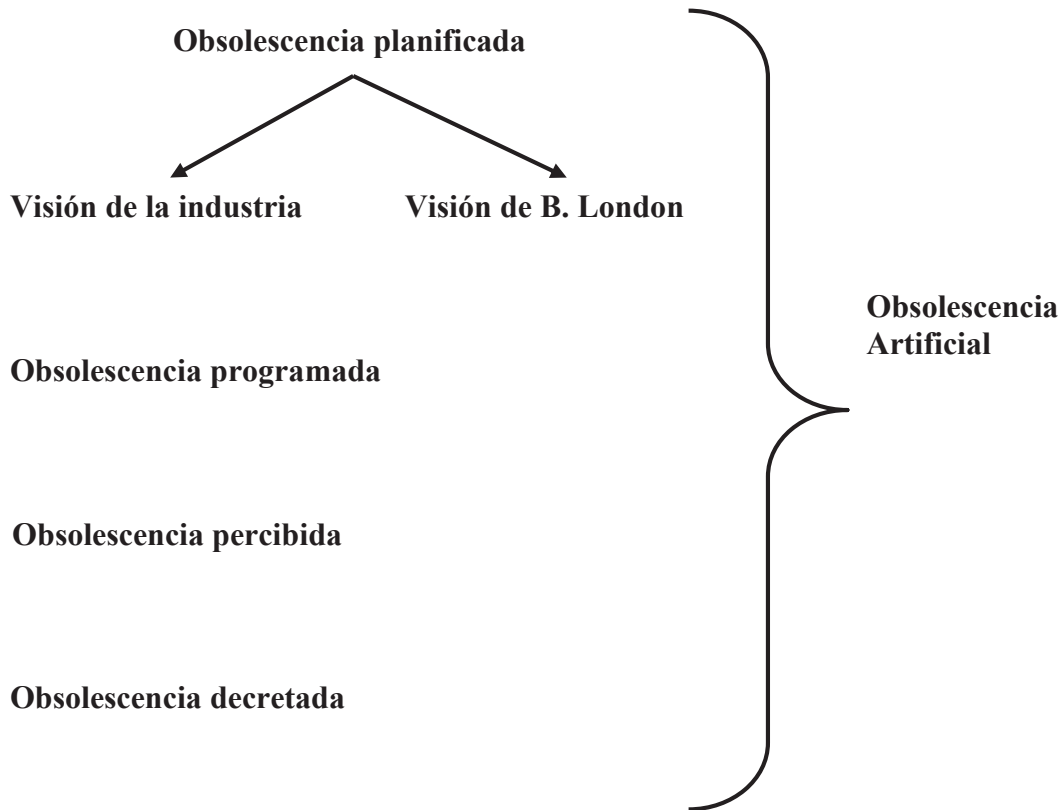 Obsolescencia planificada
Visión de la industria
Visión de B. London
Obsolescencia
Artificial
Obsolescencia programada
Obsolescencia percibida
Obsolescencia decretada